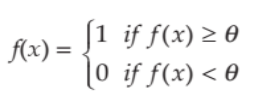 f(x) = { 1 if f(x) ≥ θ
0 if f(x) < θ